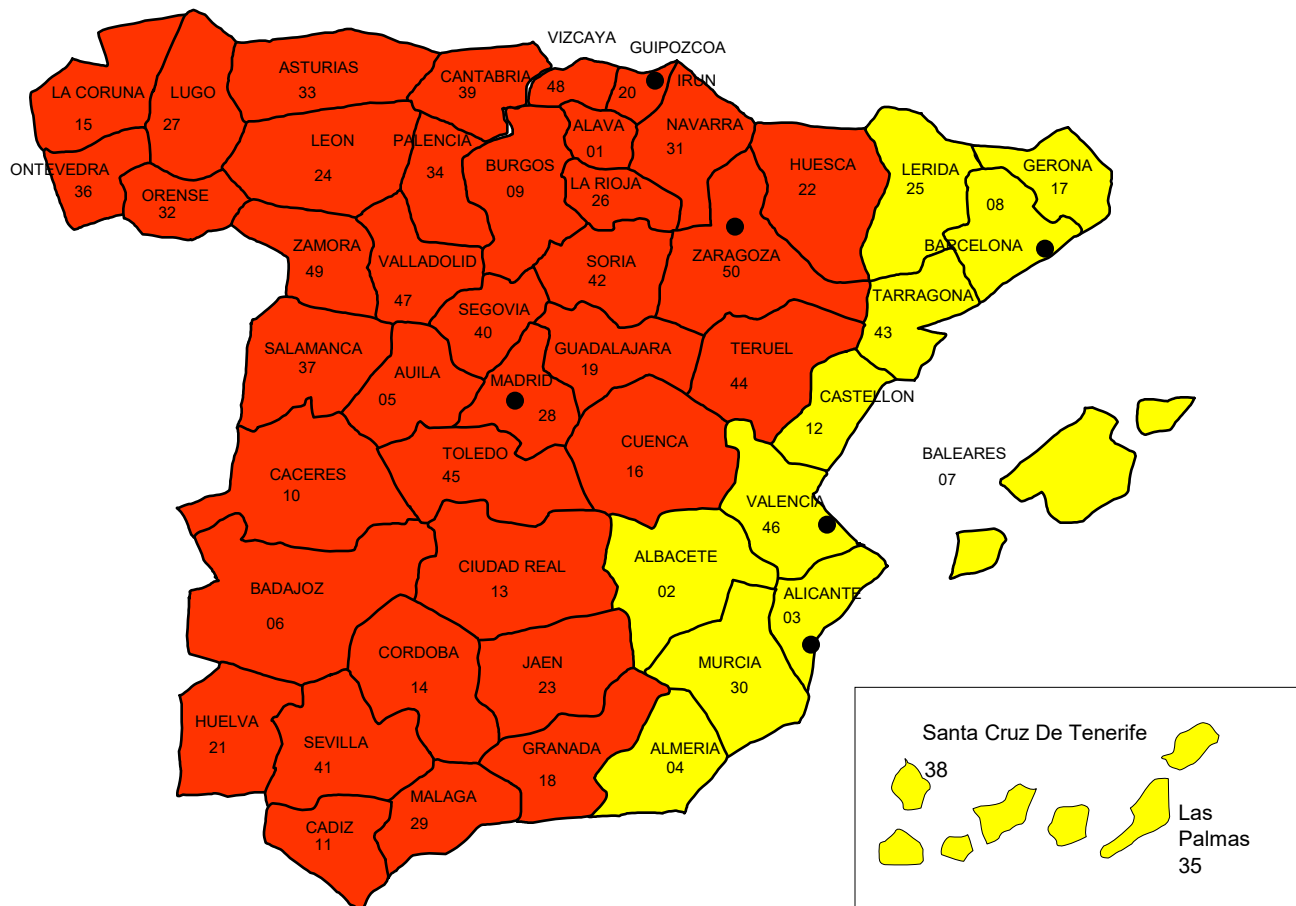 VIZCAYA
GUIPOZCOA
ASTURIAS
33
CANTABRIA
39
48
20
IRUN
LA CORUNA
15
LUGO
27
LEON
24
PALENCIA
34
BURGOS
09
ALAVA
01
NAVARRA
31
HUESCA
22
LERIDA
25
GERONA
17
08
BARCELONA
ONTEVEDRA
36
ORENSE
32
LA RIOJA
26
ZAMORA
49
VALLADOLID
47
SORIA
42
ZARAGOZA
50
TARRAGONA
43
SEGOVIA
40
SALAMANCA
37
AUILA
05
MADRID
28
GUADALAJARA
19
TERUEL
44
CASTELLON
12
CACERES
10
TOLEDO
45
CUENCA
16
BALEARES
07
VALENCIA
46
BADAJOZ
06
CIUDAD REAL
13
ALBACETE
02
ALICANTE
03
CORDOBA
14
JAEN
23
MURCIA
30
HUELVA
21
SEVILLA
41
GRANADA
18
ALMERIA
04
MALAGA
29
CADIZ
11
Santa Cruz De Tenerife
38
Las
Palmas
35